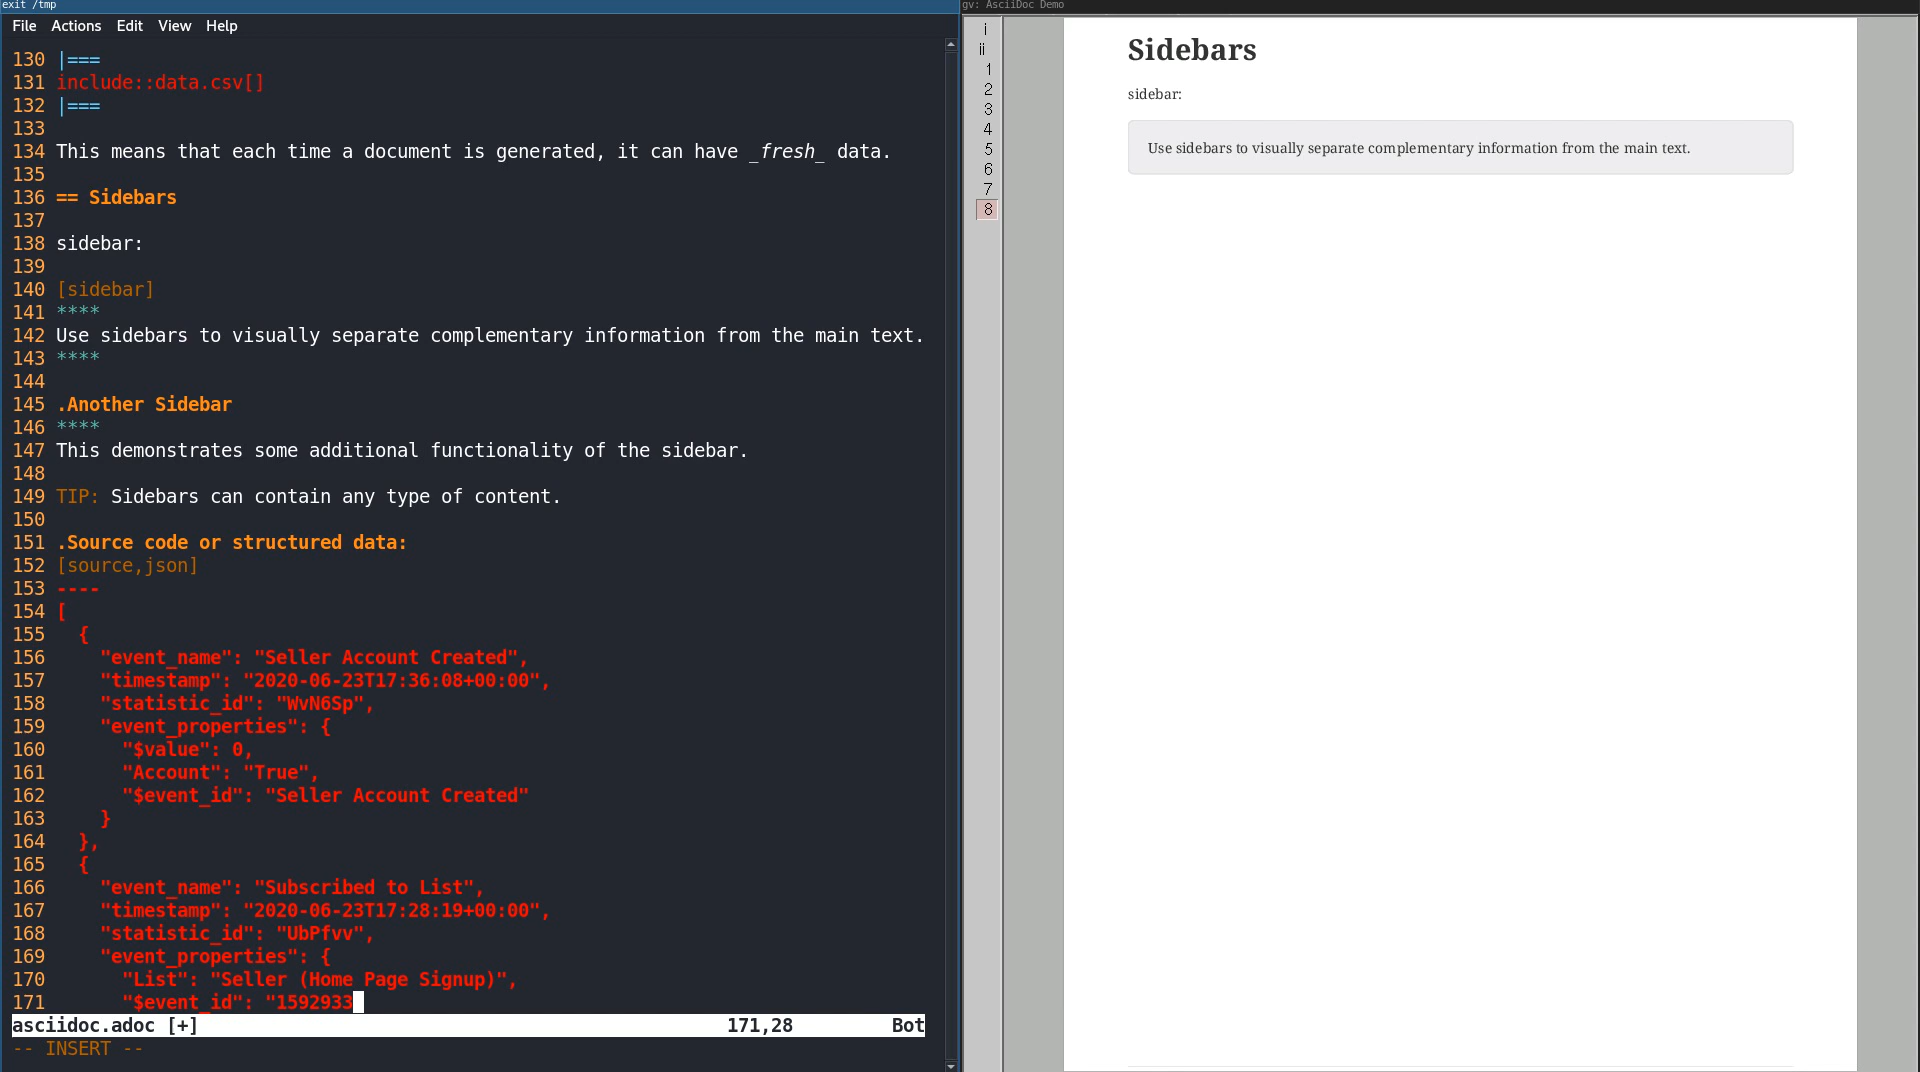 exit /tmp
File Actions Edit View Help
130 |===
131 include::data.csv[]
132 |===
133
134 This means that each time a document is generated, it can have _fresh_ data.
135
136 == Sidebars
137
138 sidebar:
139
140 [sidebar]
141 ****
142 Use sidebars to visually separate complementary information from the main text.
143 ****
144
145 .Another Sidebar
146 ****
147 This demonstrates some additional functionality of the sidebar.
148
149 TIP: Sidebars can contain any type of content.
150
151 .Source code or structured data:
152 [source,json]
153 ----
154 [
155   {
156     "event_name": "Seller Account Created",
157     "timestamp": "2020-06-23T17:36:08+00:00",
158     "statistic_id": "WvN6Sp",
159     "event_properties": {
160       "$value": 0,
161       "Account": "True",
162       "$event_id": "Seller Account Created"
163     }
164   },
165   {
166     "event_name": "Subscribed to List",
167     "timestamp": "2020-06-23T17:28:19+00:00",
168     "statistic_id": "UbPfvv",
169     "event_properties": {
170       "List": "Seller (Home Page Signup)",
171       "$event_id": "1592933
asciidoc.adoc [+] 171,28 Bot
-- INSERT --
gv: AsciiDoc Demo
i
ii
1
2
3
4
5
6
7
8
Sidebars
sidebar:
Use sidebars to visually separate complementary information from the main text.